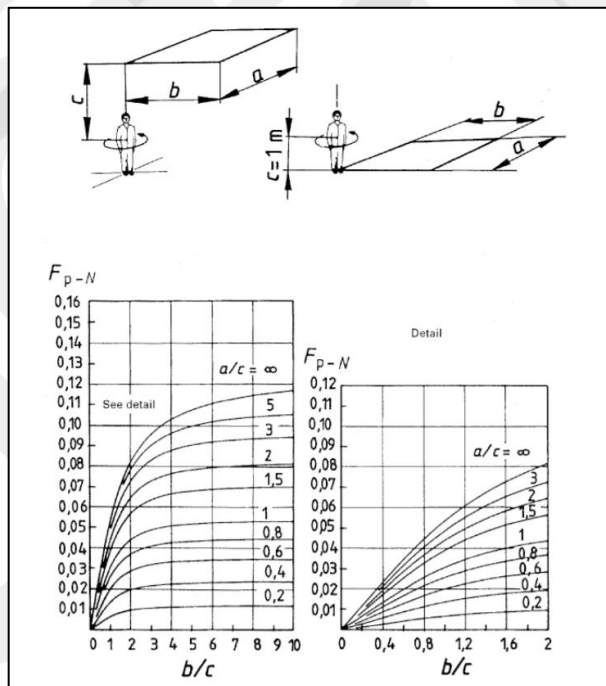 c
b
a
c=1 m
b
a
F p-N
0,16
0,15
0,14
0,13
0,12
0,11
0,10
0,09
0,08
0,07
0,06
0,05
0,04
0,03
0,02
0,01
See detail
a/c = ∞
5
3
2
1,5
1
0,8
0,6
0,4
0,2
0 1 2 3 4 5 6 7 8 9 10
b/c
Detail
F p-N
0,12
0,11
0,10
0,09
0,08
0,07
0,06
0,05
0,04
0,03
0,02
0,01
a/c = ∞
3
2
1,5
1
0,8
0,6
0,4
0,2
0 0,4 0,8 1,2 1,6 2
b/c